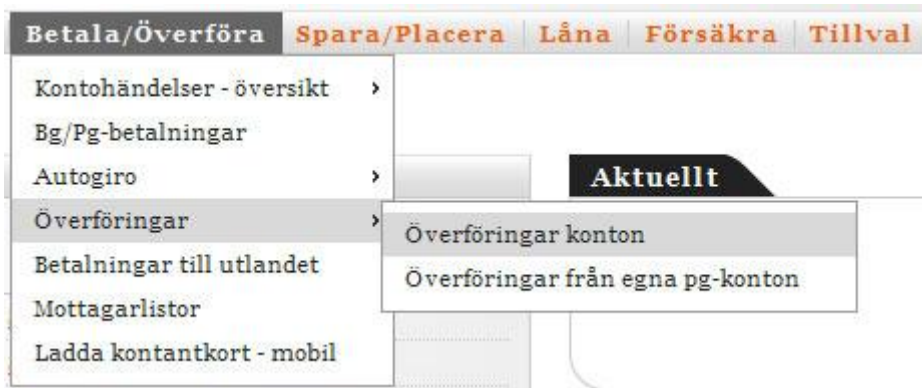 Betala/Överföra Spara/Placera Låna Försäkra Tillval
Kontohändelser - översikt ›
Bg/Pg-betalningar
Autogiro ›
Aktuellt
Överföringar ›
Överföringar konton
Överföringar från egna pg-konton
Betalningar till utlandet
Mottagarlistor
Ladda kontantkort - mobil